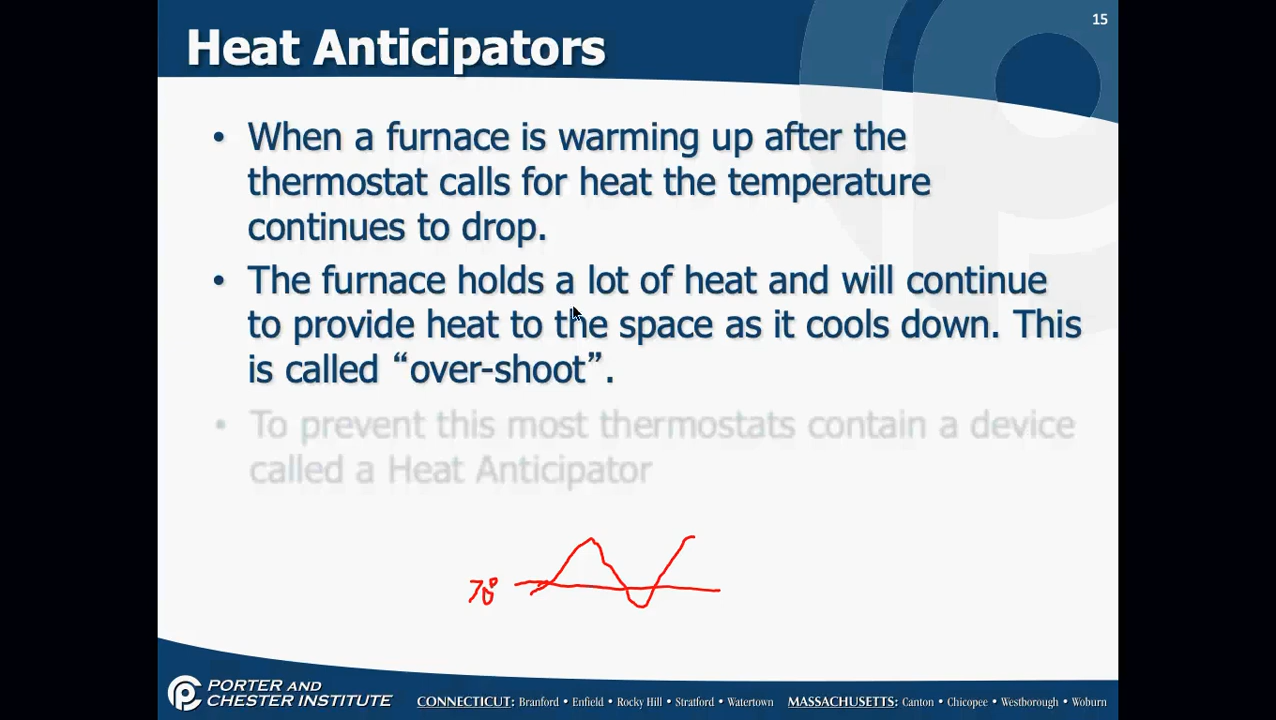 15
Heat Anticipators
• When a furnace is warming up after the
thermostat calls for heat the temperature
continues to drop.
• The furnace holds a lot of heat and will continue
to provide heat to the space as it cools down. This
is called “over-shoot”.
• To prevent this most thermostats contain a device
called a Heat Anticipator
70°
PORTER AND
CHESTER INSTITUTE
CONNECTICUT: Branford • Enfield • Rocky Hill • Stratford • Watertown MASSACHUSETTS: Canton • Chicopee • Westborough • Woburn